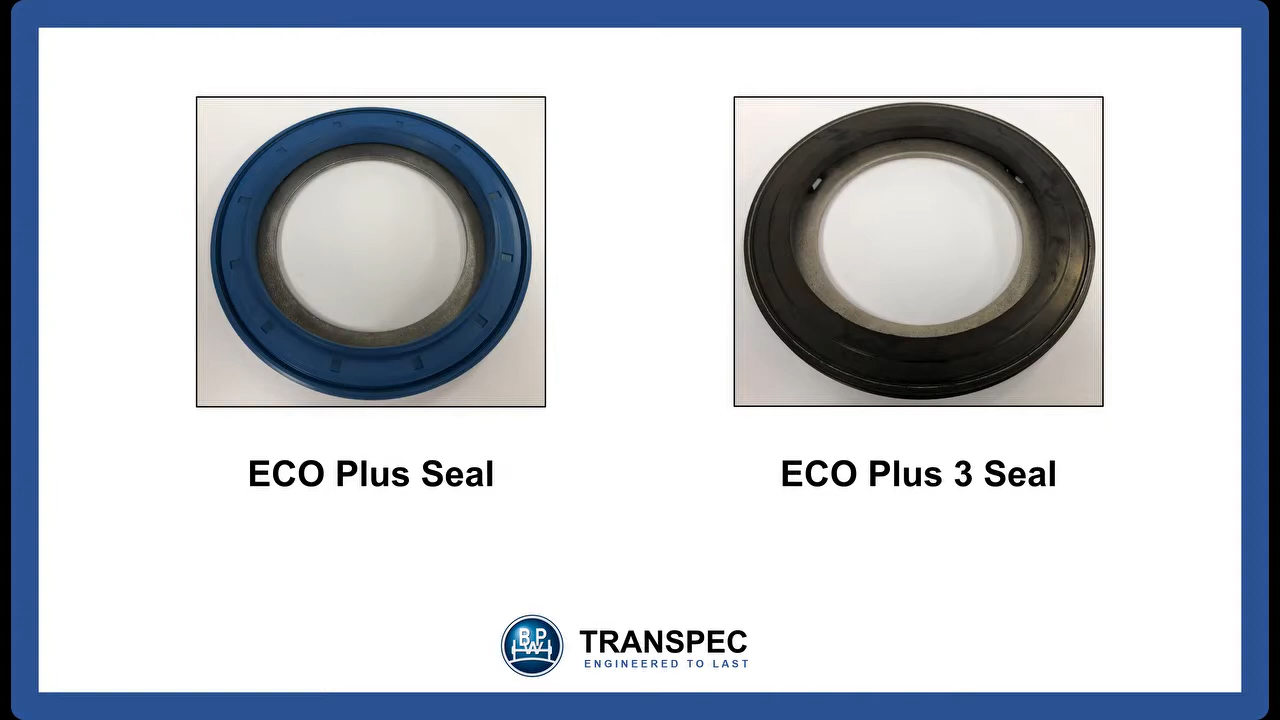 ECO Plus Seal
ECO Plus 3 Seal
BPW
TRANSPEC
ENGINEERED TO LAST